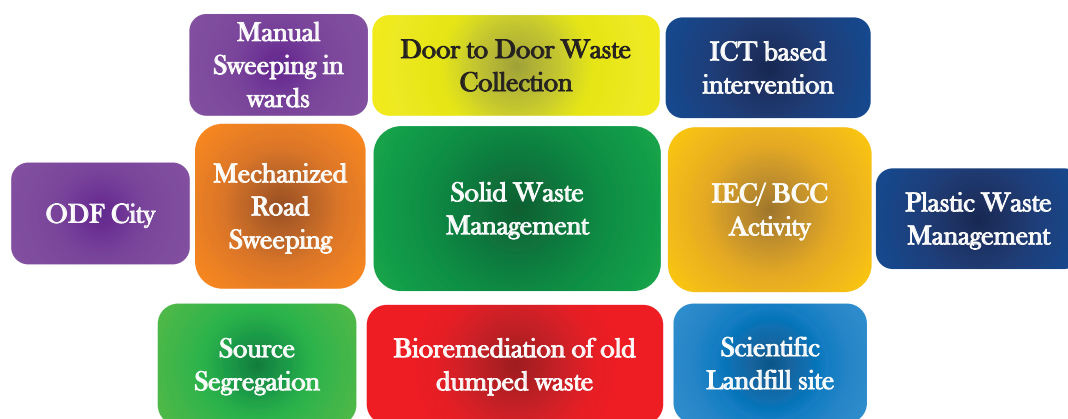 Manual
Sweeping in
wards
Door to Door Waste
Collection
ICT based
intervention
ODF City
Mechanized
Road
Sweeping
Solid Waste
Management
IEC/ BCC
Activity
Plastic Waste
Management
Source
Segregation
Bioremediation of old
dumped waste
Scientific
Landfill site